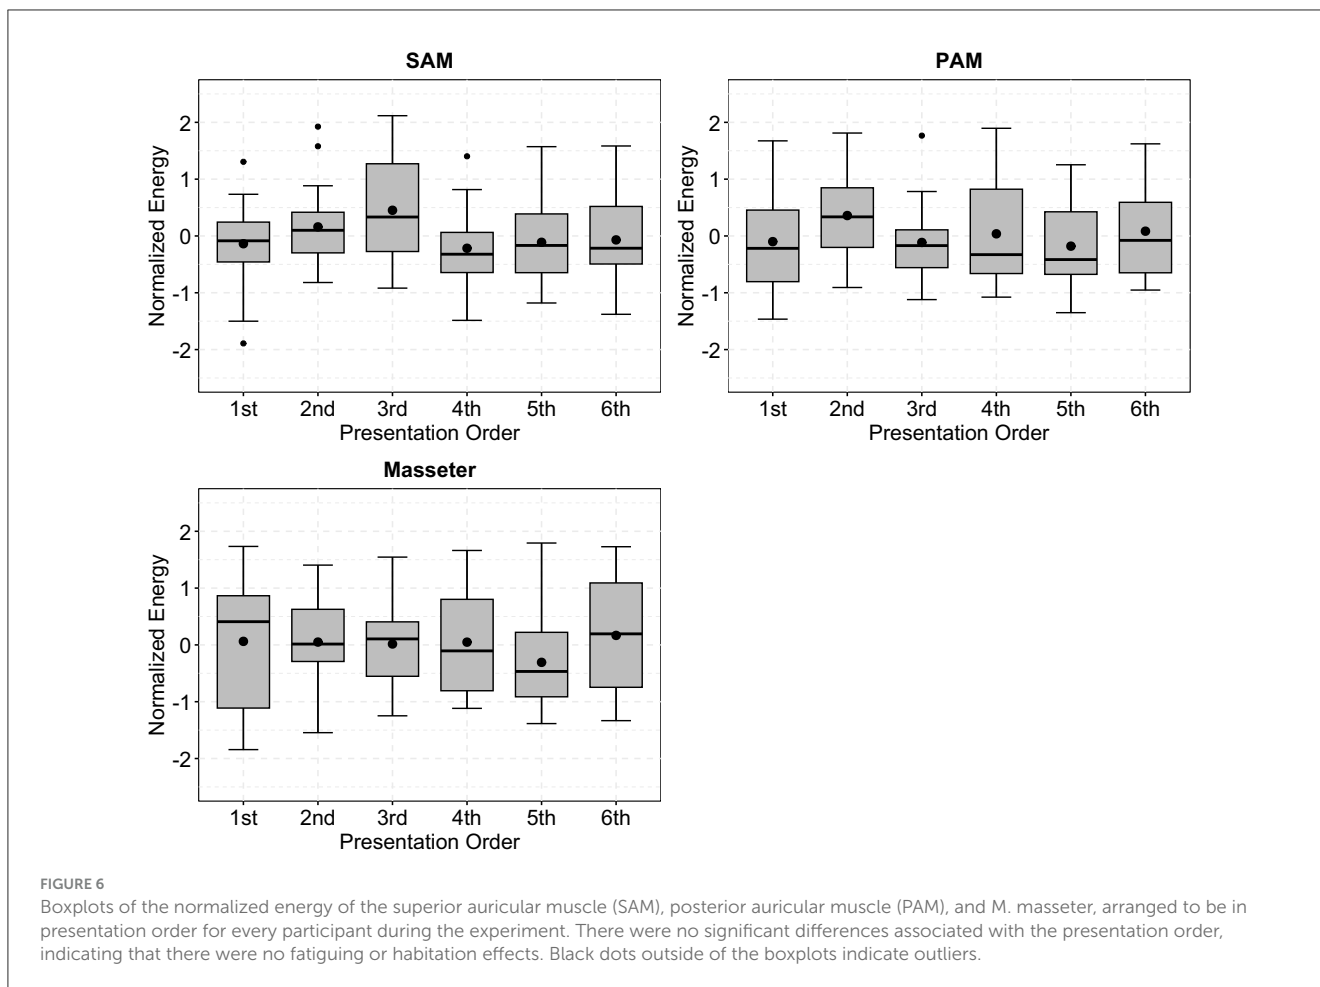 SAM
Normalized Energy
2
1
0
-1
-2
1st 2nd 3rd 4th 5th 6th
Presentation Order
PAM
Normalized Energy
2
1
0
-1
-2
1st 2nd 3rd 4th 5th 6th
Presentation Order
Masseter
Normalized Energy
2
1
0
-1
-2
1st 2nd 3rd 4th 5th 6th
Presentation Order
FIGURE 6
Boxplots of the normalized energy of the superior auricular muscle (SAM), posterior auricular muscle (PAM), and M. masseter, arranged to be in
presentation order for every participant during the experiment. There were no significant differences associated with the presentation order,
indicating that there were no fatiguing or habitation effects. Black dots outside of the boxplots indicate outliers.